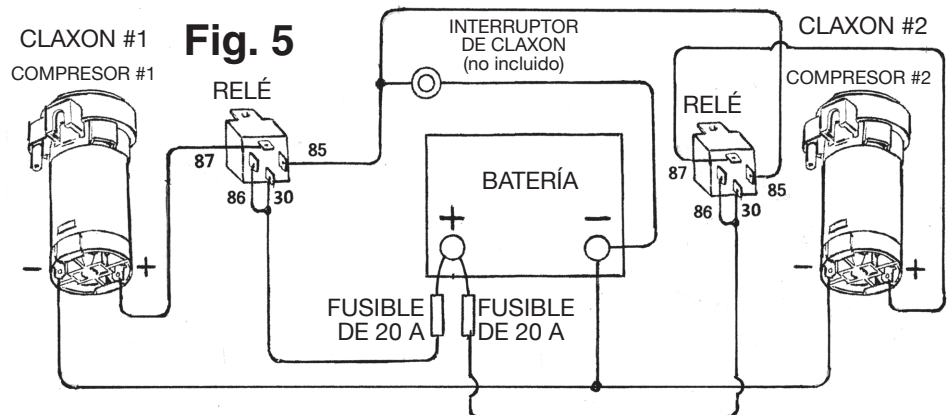 CLAXON #1
COMPRESOR #1
Fig. 5
RELÉ
87
85
86
30
INTERRUPTOR
DE CLAXON
(no incluido)
BATERÍA
+
−
FUSIBLE
DE 20 A
FUSIBLE
DE 20 A
RELÉ
87
85
86
30
CLAXON #2
COMPRESOR #2
−
+
−
+